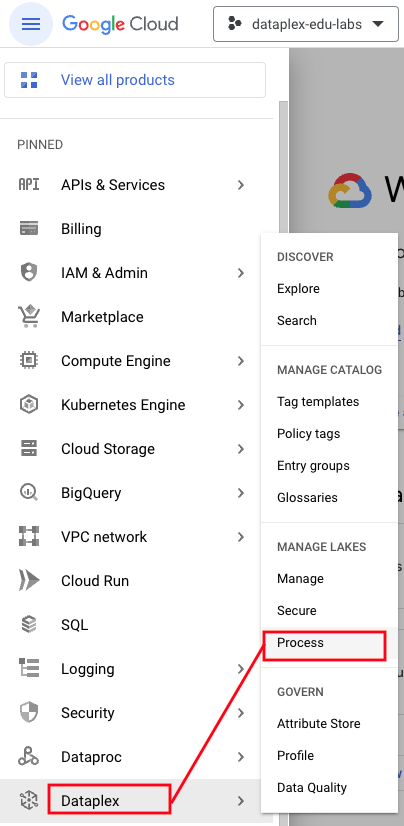 Google Cloud
dataplex-edu-labs
View all products
PINNED
API APIs & Services
Billing
IAM & Admin
Marketplace
Compute Engine
Kubernetes Engine
Cloud Storage
BigQuery
VPC network
Cloud Run
SQL
Logging
Security
Dataproc
Dataplex
W
DISCOVER
Explore
Search
MANAGE CATALOG
Tag templates
Policy tags
Entry groups
Glossaries
MANAGE LAKES
Manage
Secure
Process
GOVERN
Attribute Store
Profile
Data Quality